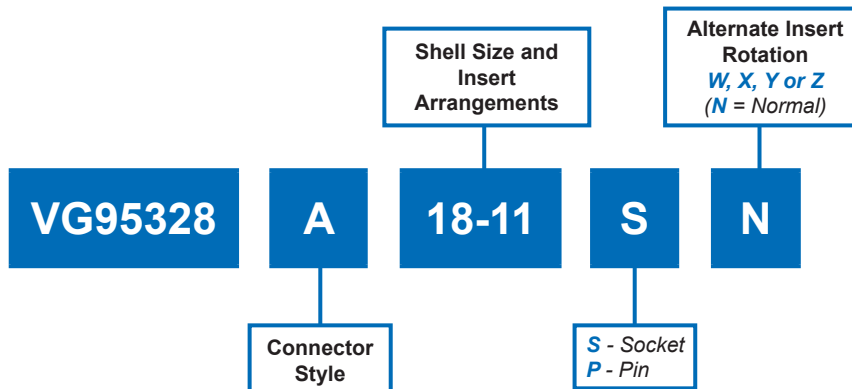 Shell Size and
Insert
Arrangements
Alternate Insert
Rotation
W, X, Y or Z
(N = Normal)
VG95328 A 18-11 S N
Connector
Style
S - Socket
P - Pin